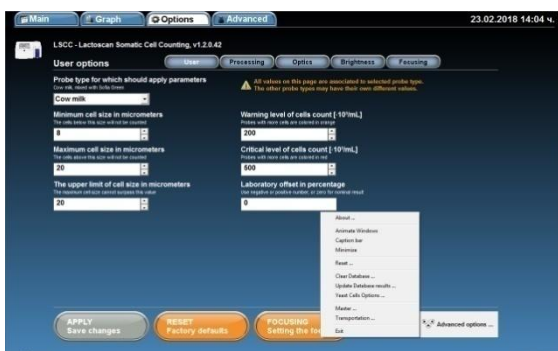 Main
Graph
Options
Advanced
23.02.2018 14:04 ч.
LSCC - Lactoscan Somatic Cell Counting, v1.2.0.42
User options
User
Processing
Optics
Brightness
Focusing
Probe type for which should apply parameters
Cow milk, mixed with Sofia Green
Cow milk
All values on this page are associated to selected probe type.
The other probe types may have their own different values.
Minimum cell size in micrometers
The cells below this size will not be counted
8
Warning level of cells count [·10³/mL]
Probes with more cells are colored in orange
200
Maximum cell size in micrometers
The cells above this size will not be counted
20
Critical level of cells count [·10³/mL]
Probes with more cells are colored in red
500
The upper limit of cell size in micrometers
The maximum cell size cannot surpass this value
20
Laboratory offset in percentage
Use negative or positive number, or zero for nominal result
0
About ...
Animate Windows
Caption bar
Minimize
Reset ...
Clear Database ...
Update Database results ...
Yeast Cells Options ...
Master ...
Transportation ...
Exit
APPLY
Save changes
RESET
Factory defaults
FOCUSING
Setting the fo
Advanced options ...